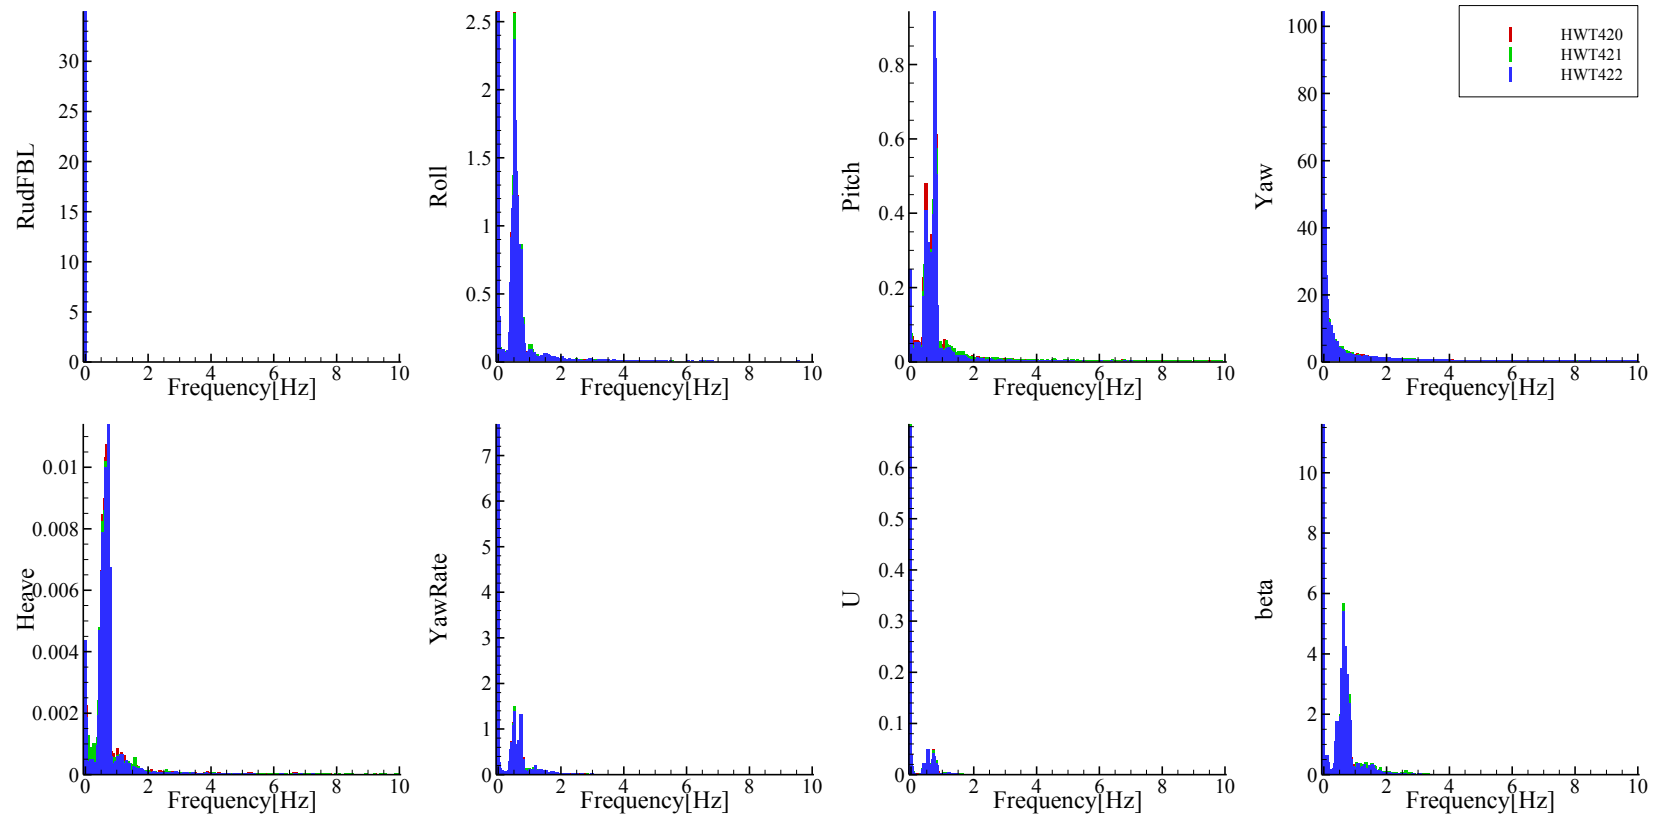 HWT420
HWT421
HWT422
RudFBL
30
25
20
15
10
5
0
0 2 4 6 8 10
Frequency[Hz]
Roll
2.5
2
1.5
1
0.5
0
0 2 4 6 8 10
Frequency[Hz]
Pitch
0.8
0.6
0.4
0.2
0
0 2 4 6 8 10
Frequency[Hz]
Yaw
100
80
60
40
20
0
0 2 4 6 8 10
Frequency[Hz]
Heave
0.01
0.008
0.006
0.004
0.002
0
0 2 4 6 8 10
Frequency[Hz]
YawRate
7
6
5
4
3
2
1
0
0 2 4 6 8 10
Frequency[Hz]
U
0.6
0.5
0.4
0.3
0.2
0.1
0
0 2 4 6 8 10
Frequency[Hz]
beta
10
8
6
4
2
0
0 2 4 6 8 10
Frequency[Hz]